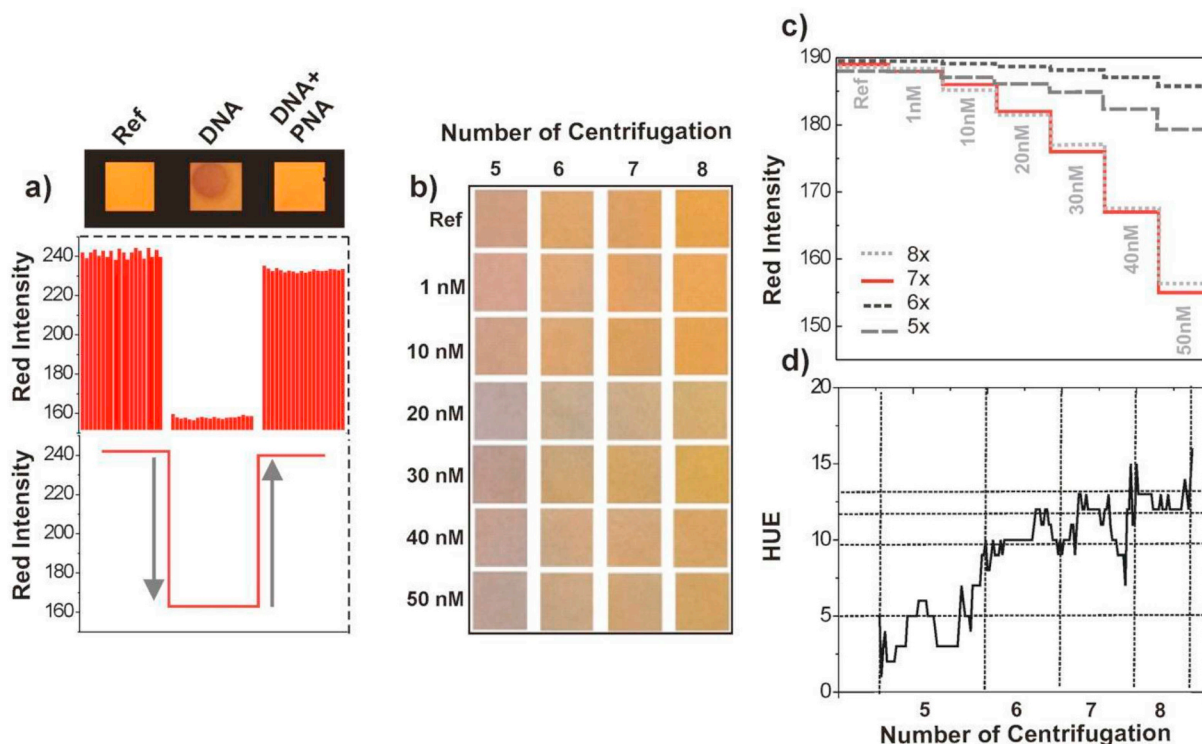 a)
Ref
DNA
DNA+
PNA
Red Intensity
240
220
200
240
220
200
180
160
Red Intensity
240
220
200
180
160
b)
Number of Centrifugation
5 6 7 8
Ref
1 nM
10 nM
20 nM
30 nM
40 nM
50 nM
c)
Red Intensity
190
180
170
160
150
Ref
1nM
10nM
20nM
30nM
40nM
50nM
8x
7x
6x
5x
d)
HUE
20
15
10
5
0
5 6 7 8
Number of Centrifugation